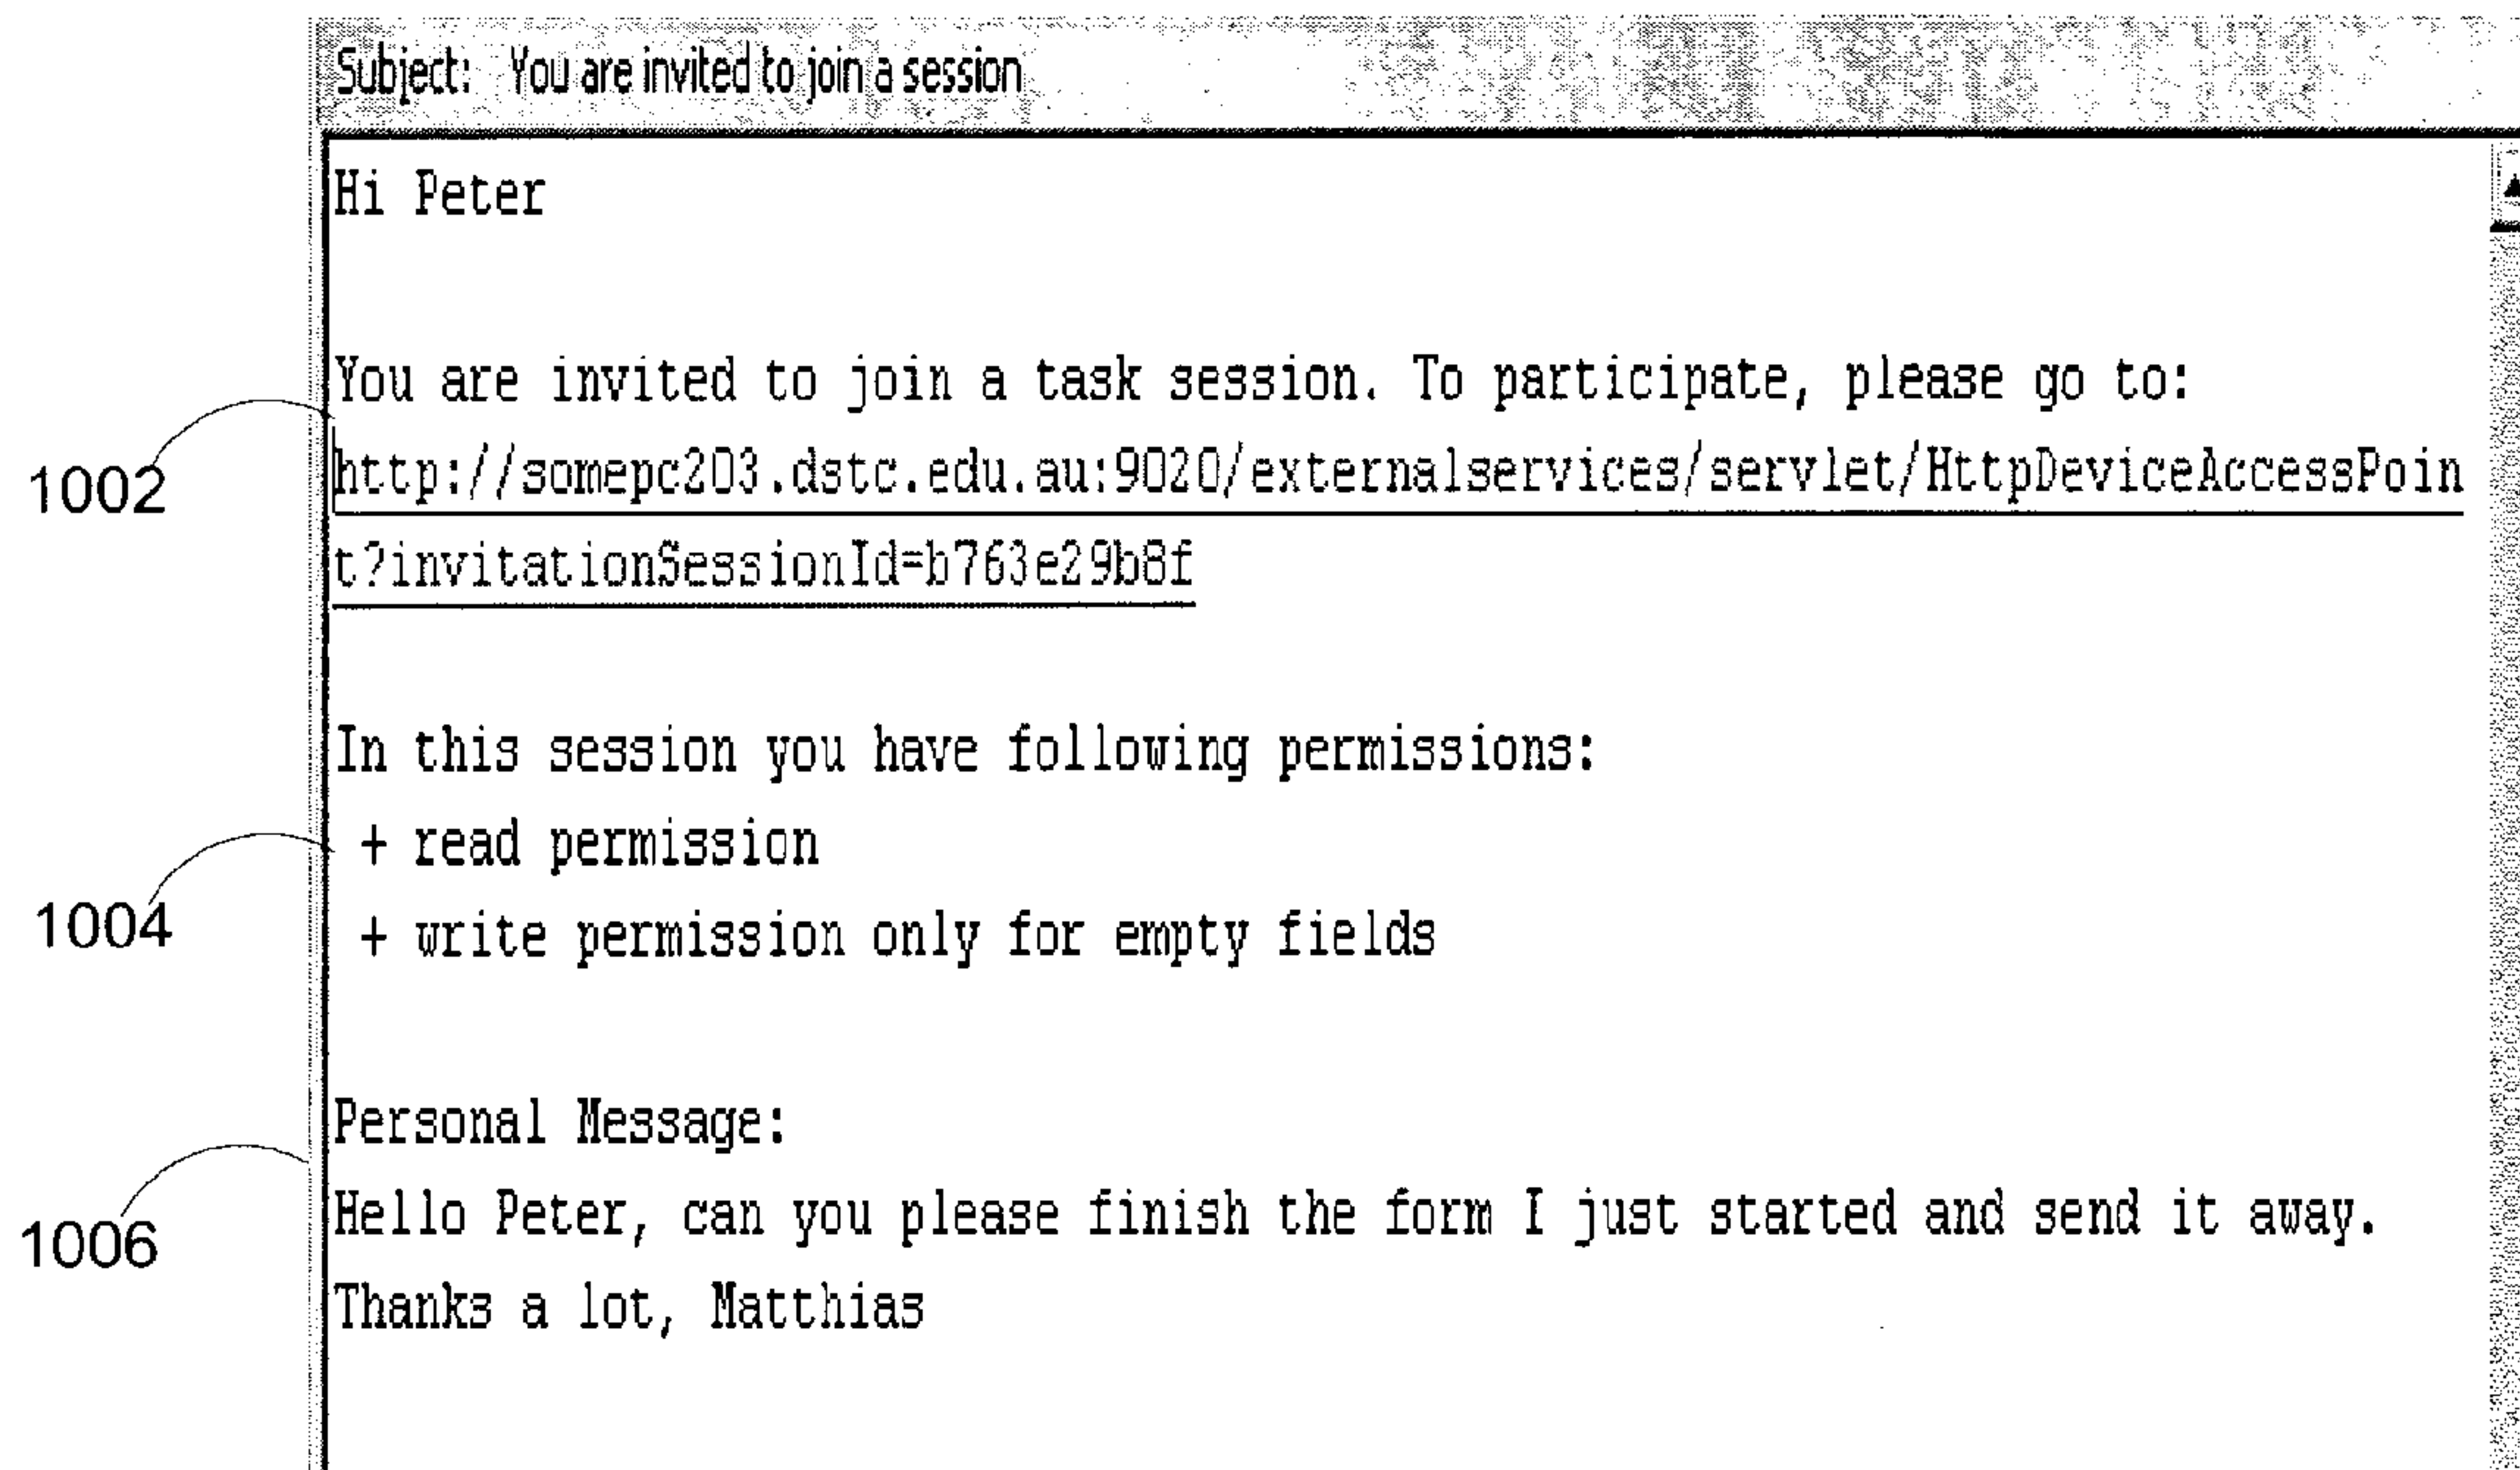 Subject: You are invited to join a session
Hi Peter
You are invited to join a task session. To participate, please go to:
1002
http://somepc203.dstc.edu.au:9020/externalservices/servlet/HttpDeviceAccessPoin
t?invitationSessionId=b763e29b8f
In this session you have following permissions:
+ read permission
1004
+ write permission only for empty fields
Personal Message:
1006
Hello Peter, can you please finish the form I just started and send it away.
Thanks a lot, Matthias